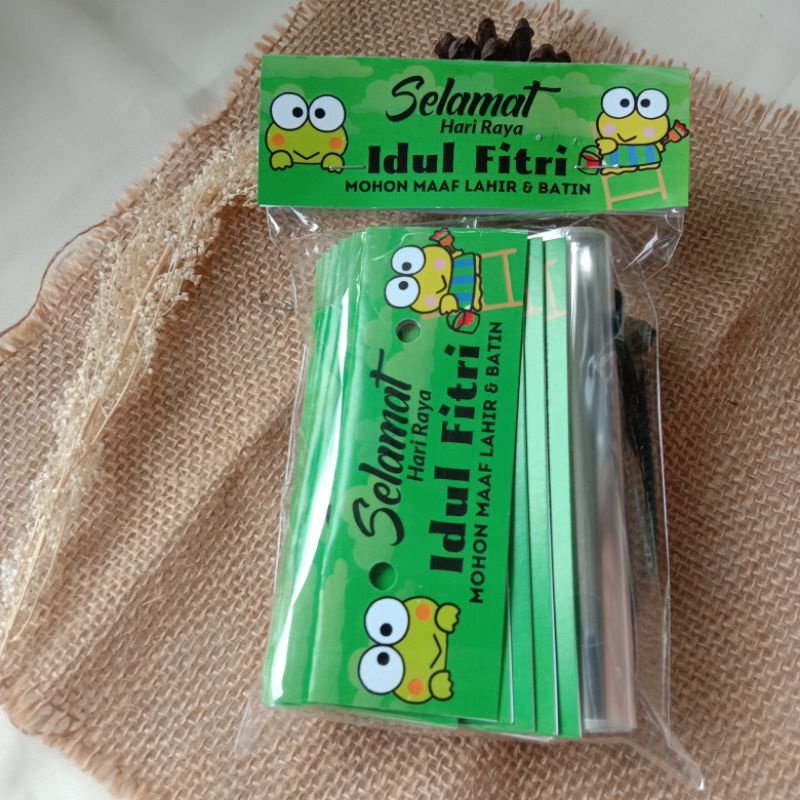 Selamat
Hari Raya
Idul Fitri
MOHON MAAF LAHIR & BATIN
Selamat
Hari Raya
Idul Fitri
MOHON MAAF LAHIR & BATIN